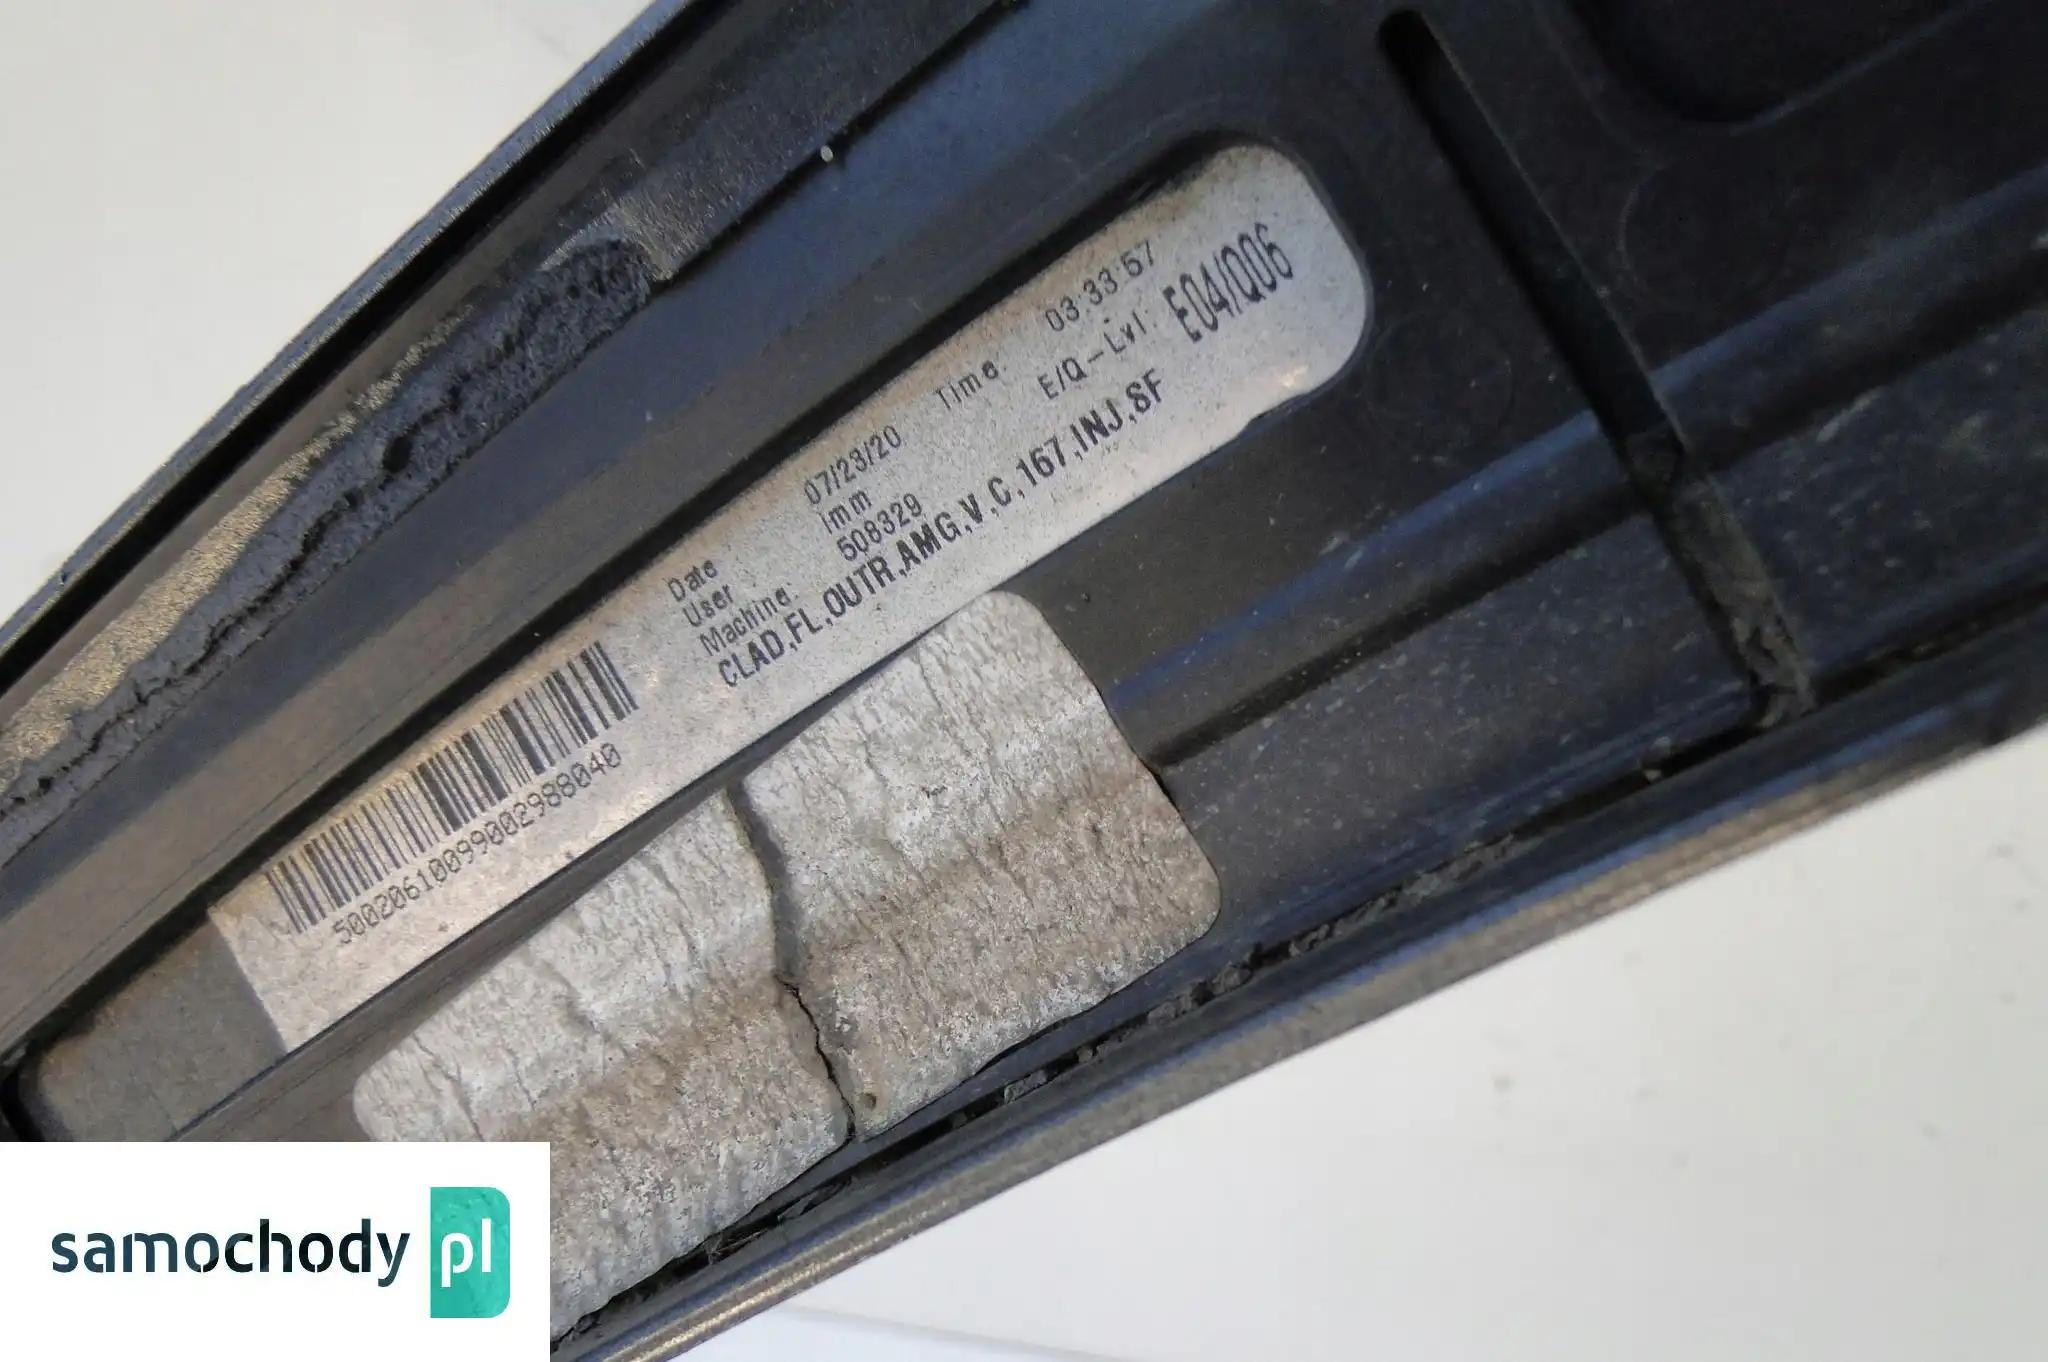 Date 07/23/20 Time: 03:33:57
User imm E/Q-Lvl: E04/Q06
Machine: 508329
CLAD,FL,OUTR,AMG,V,C,167,INJ,SF
50020610099002988040
samochody pl